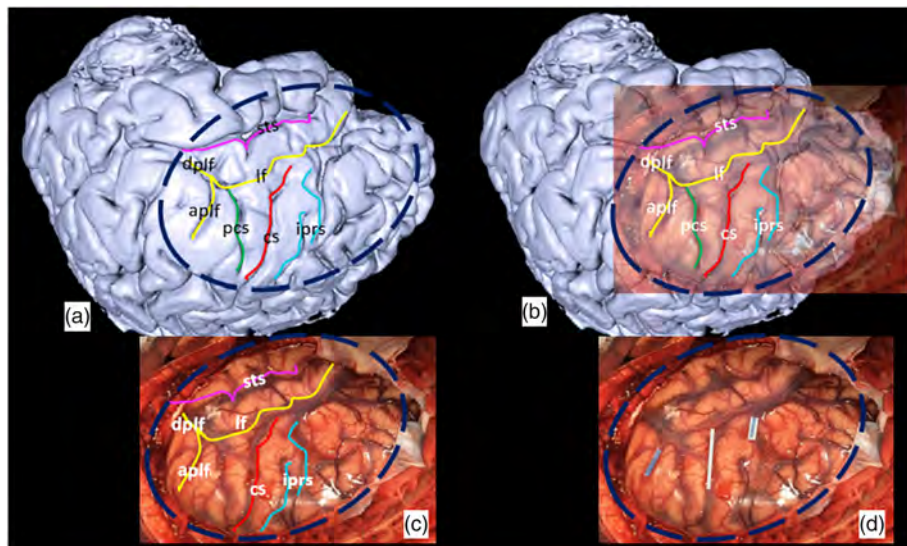 sts
dplf
lf
aplf
pcs
cs
iprs
(a)
sts
dplf
lf
aplf
pcs
cs
iprs
(b)
sts
dplf
lf
aplf
cs
iprs
(c)
(d)